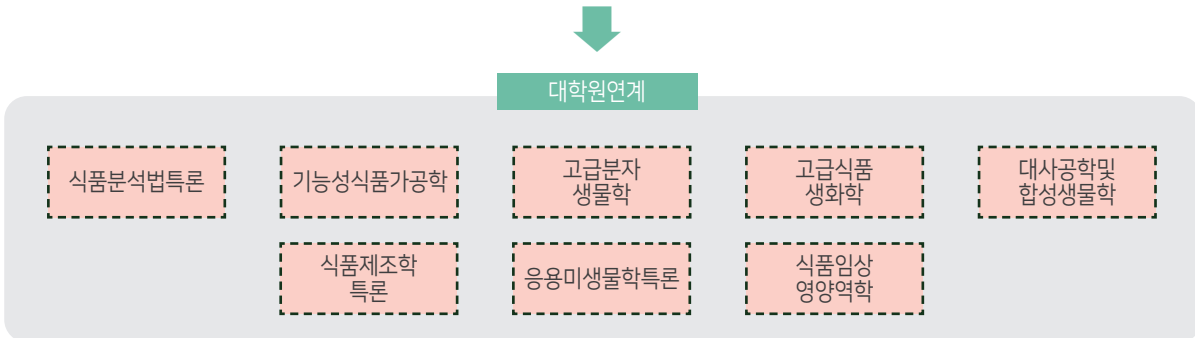 대학원연계
식품분석법특론
기능성식품가공학
고급분자
생물학
고급식품
생화학
대사공학및
합성생물학
식품제조학
특론
응용미생물학특론
식품임상
영양역학